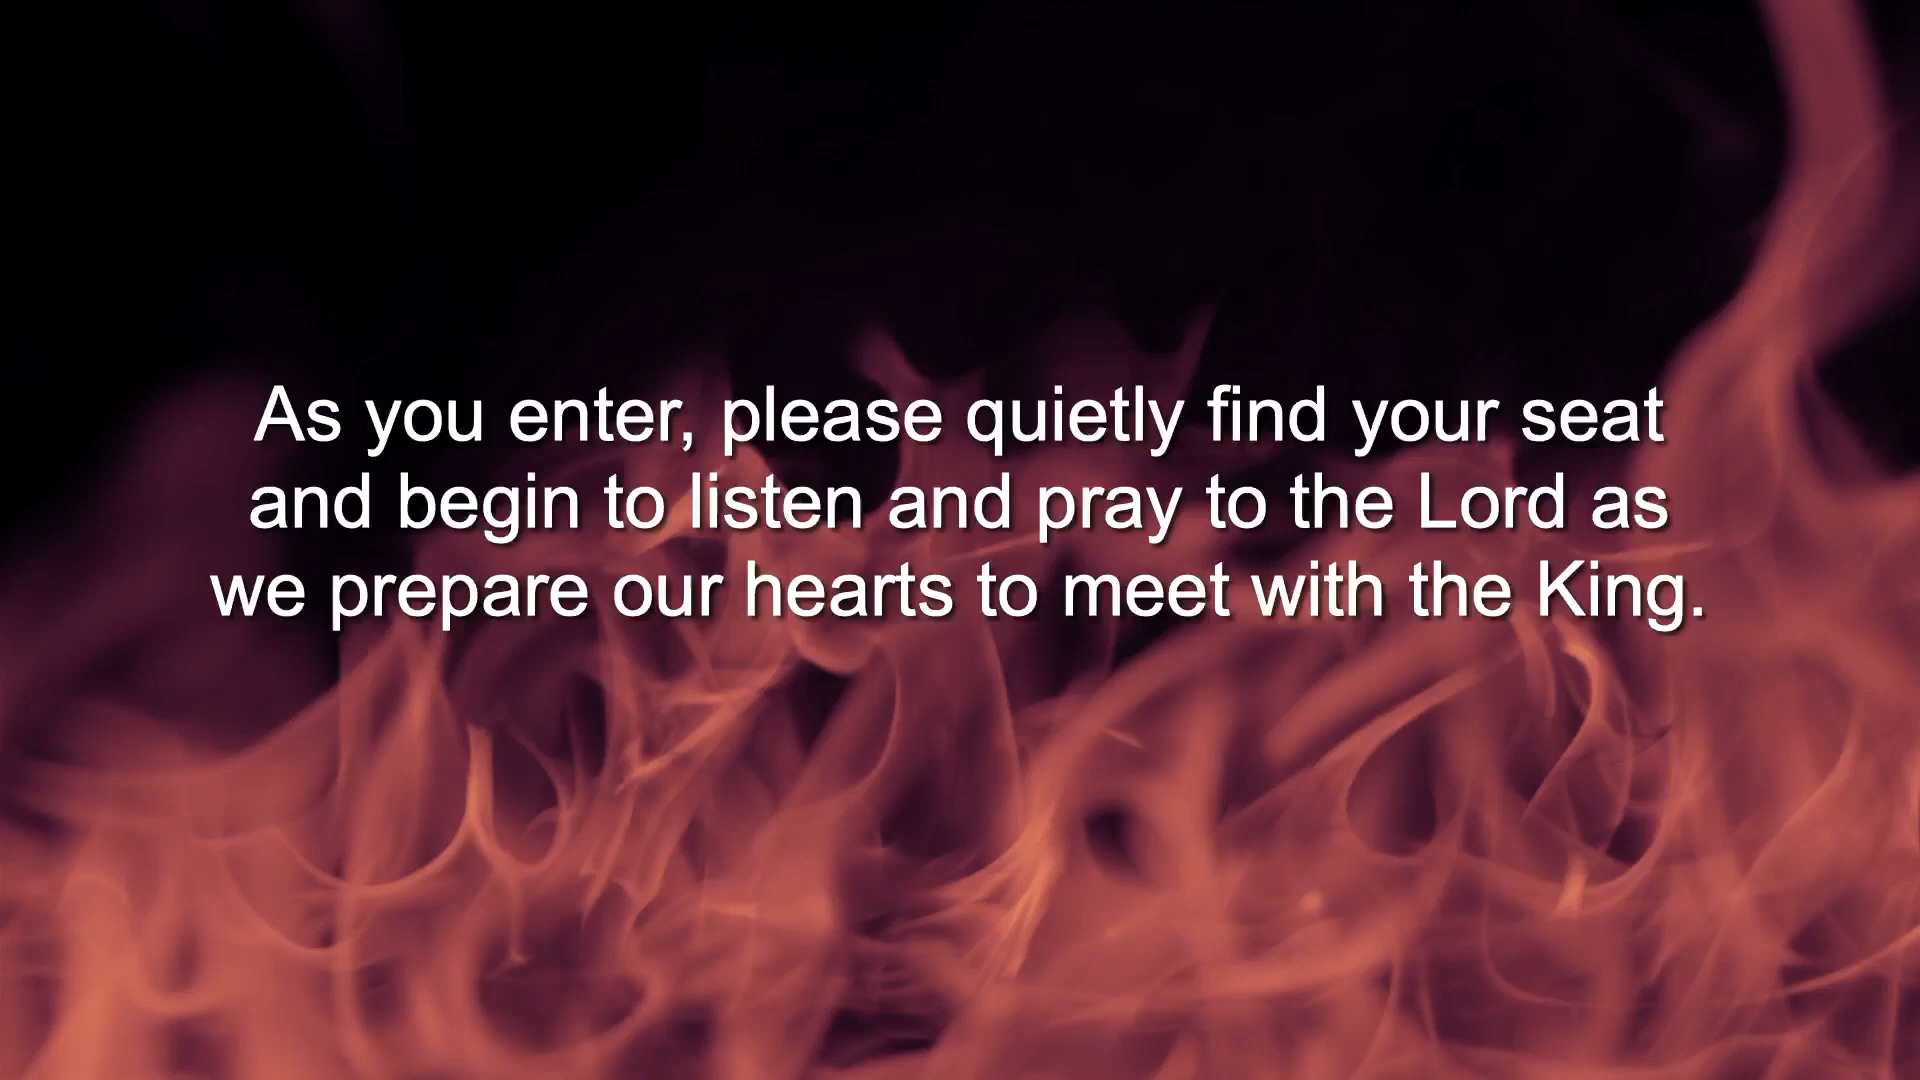 As you enter, please quietly find your seat
and begin to listen and pray to the Lord as
we prepare our hearts to meet with the King.